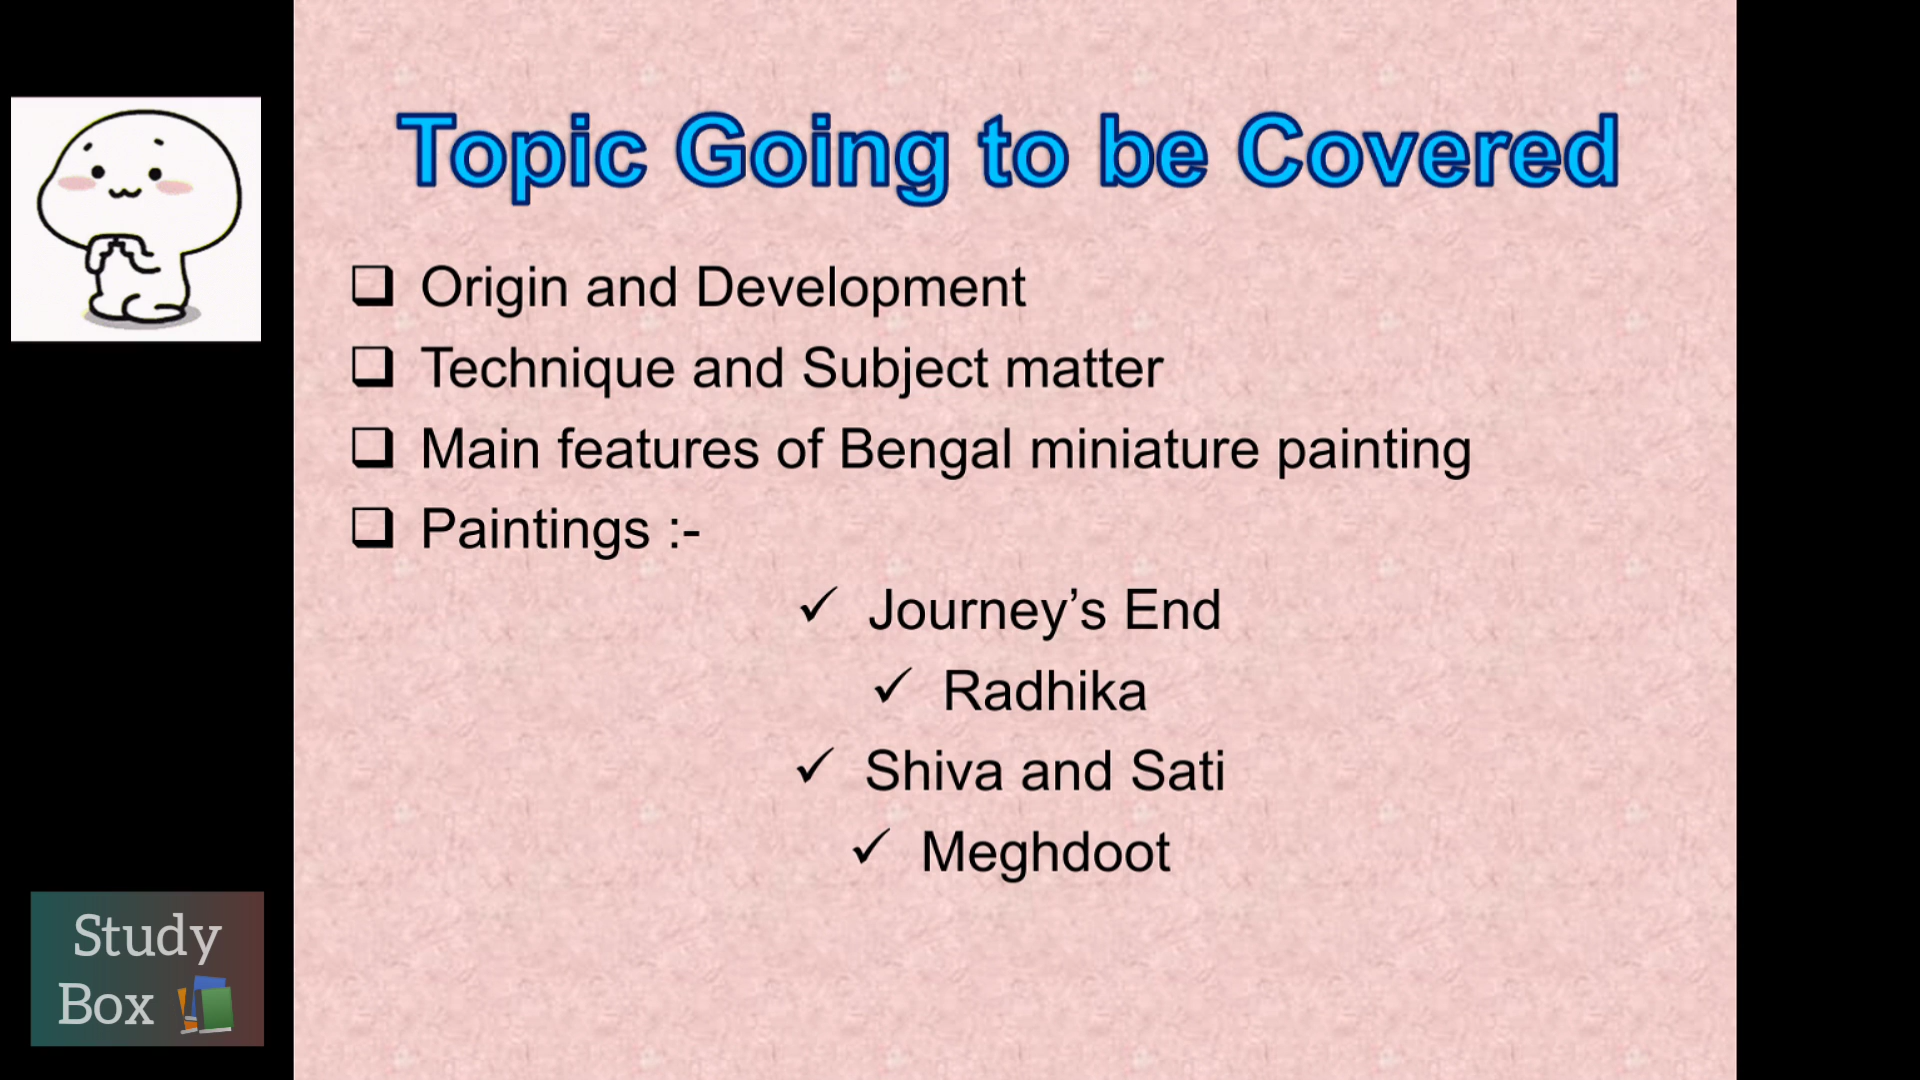 Topic Going to be Covered
Origin and Development
Technique and Subject matter
Main features of Bengal miniature painting
Paintings :-
Journey’s End
Radhika
Shiva and Sati
Meghdoot
Study
Box